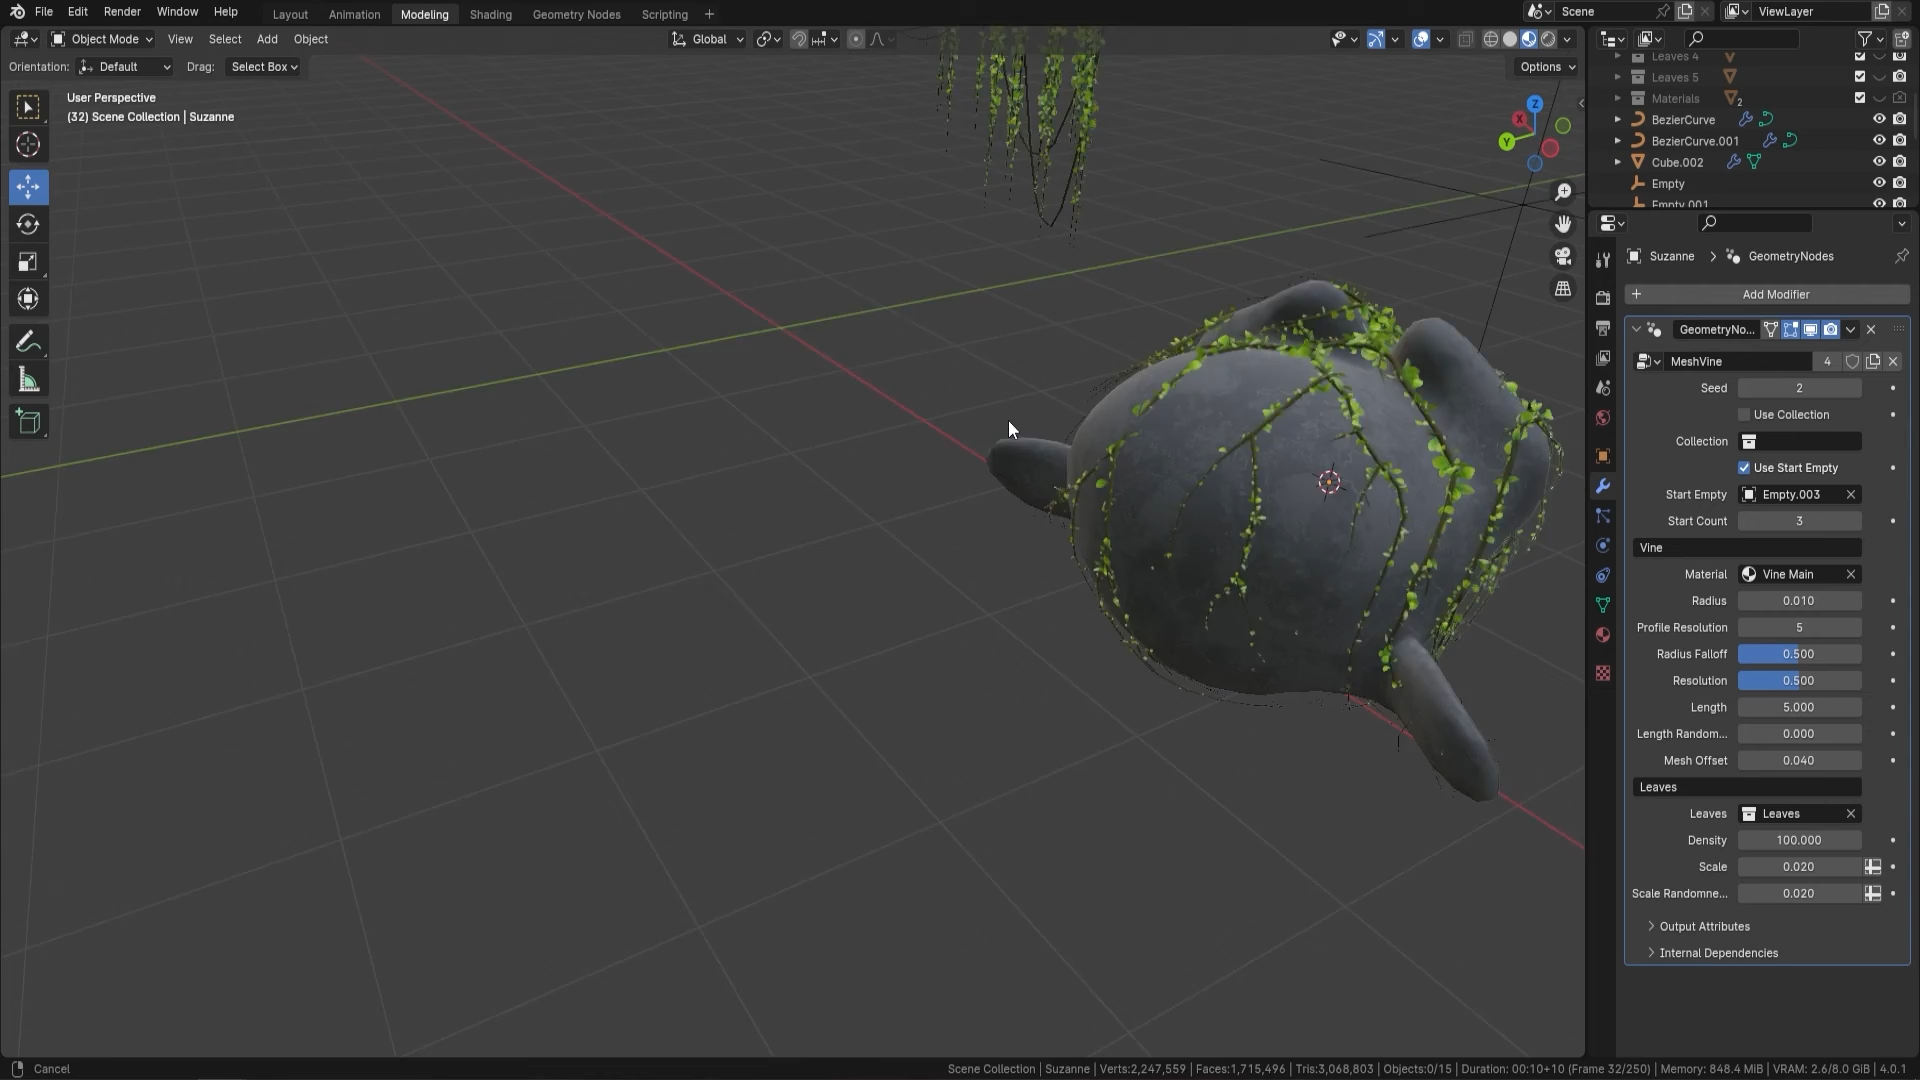 File Edit Render Window Help Layout Animation Modeling Shading Geometry Nodes Scripting + Scene ViewLayer
Object Mode View Select Add Object Global
Orientation: Default Drag: Select Box Options
User Perspective
(32) Scene Collection | Suzanne
Z
X
Y
Leaves 4
Leaves 5
Materials 2
BezierCurve
BezierCurve.001
Cube.002
Empty
Empty.001
Suzanne > GeometryNodes
+ Add Modifier
GeometryNo...
MeshVine 4
Seed 2
Use Collection
Collection
Use Start Empty
Start Empty Empty.003
Start Count 3
Vine
Material Vine Main
Radius 0.010
Profile Resolution 5
Radius Falloff 0.500
Resolution 0.500
Length 5.000
Length Random... 0.000
Mesh Offset 0.040
Leaves
Leaves Leaves
Density 100.000
Scale 0.020
Scale Randomne... 0.020
Output Attributes
Internal Dependencies
Cancel Scene Collection | Suzanne | Verts:2,247,559 | Faces:1,715,496 | Tris:3,068,803 | Objects:0/15 | Duration: 00:10+10 (Frame 32/250) | Memory: 848.4 MiB | VRAM: 2.6/8.0 GiB | 4.0.1